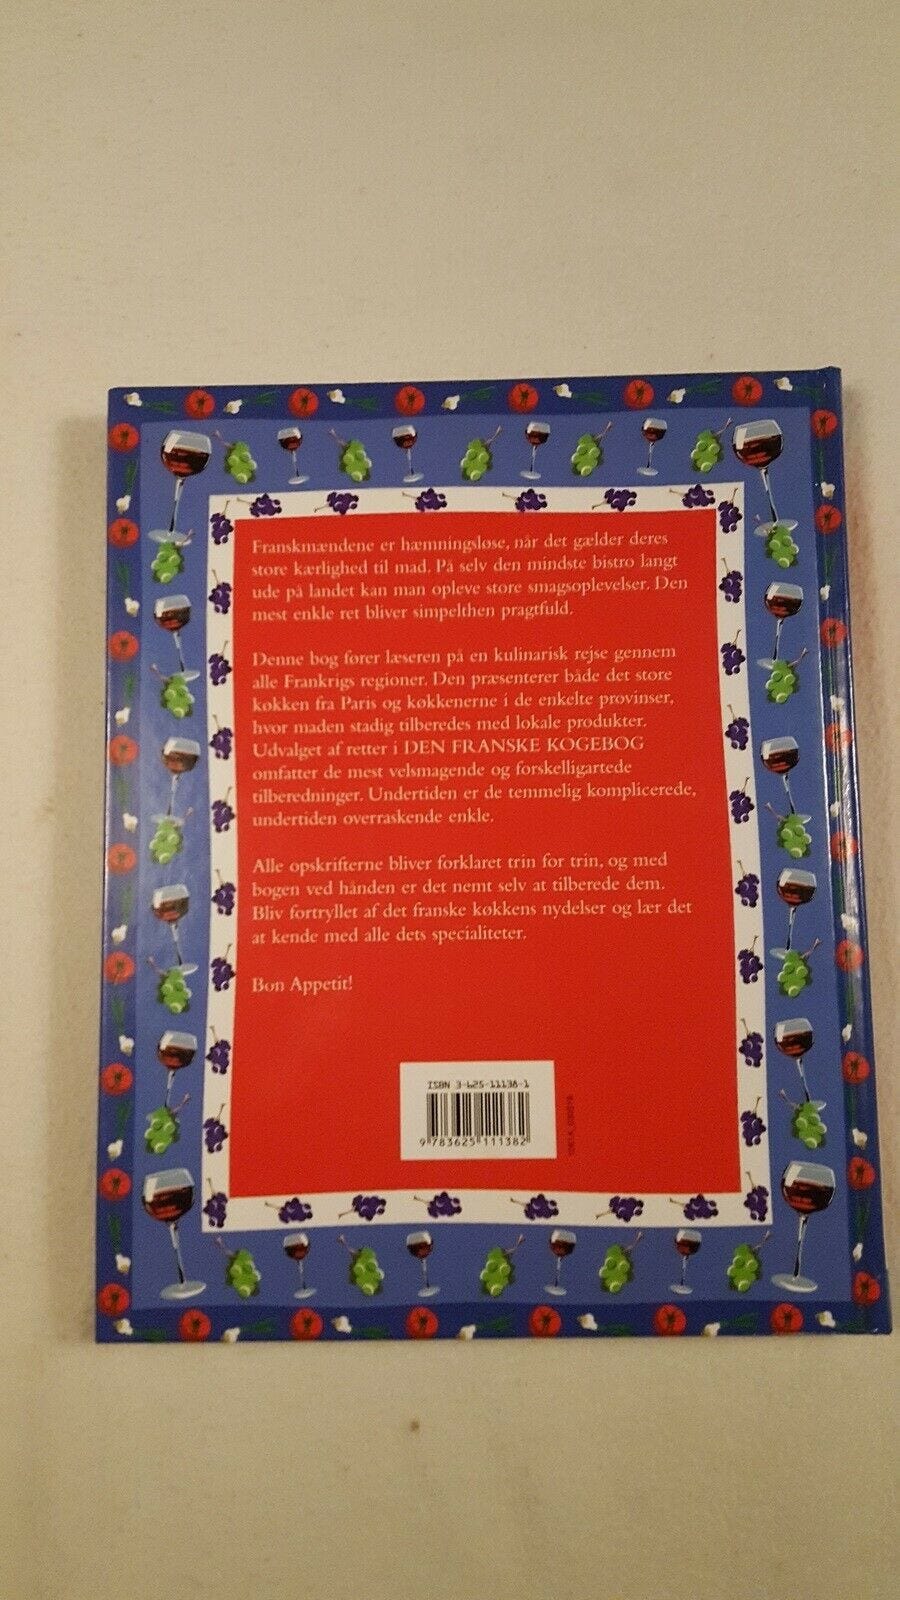 Franskmændene er hæmningsløse, når det gælder deres
store kærlighed til mad. På selv den mindste bistro langt
ude på landet kan man opleve store smagsoplevelser. Den
mest enkle ret bliver simpelthen pragtfuld.
Denne bog fører læseren på en kulinarisk rejse gennem
alle Frankrigs regioner. Den præsenterer både det store
køkken fra Paris og køkkenerne i de enkelte provinser,
hvor maden stadig tilberedes med lokale produkter.
Udvalget af retter i DEN FRANSKE KOGEBOG
omfatter de mest velsmagende og forskelligartede
tilberedninger. Undertiden er de temmelig komplicerede,
undertiden overraskende enkle.
Alle opskrifterne bliver forklaret trin for trin, og med
bogen ved hånden er det nemt selv at tilberede dem.
Bliv fortryllet af det franske køkkens nydelser og lær det
at kende med alle dets specialiteter.
Bon Appetit!
ISBN 3-625-11138-1
9 783625 111382